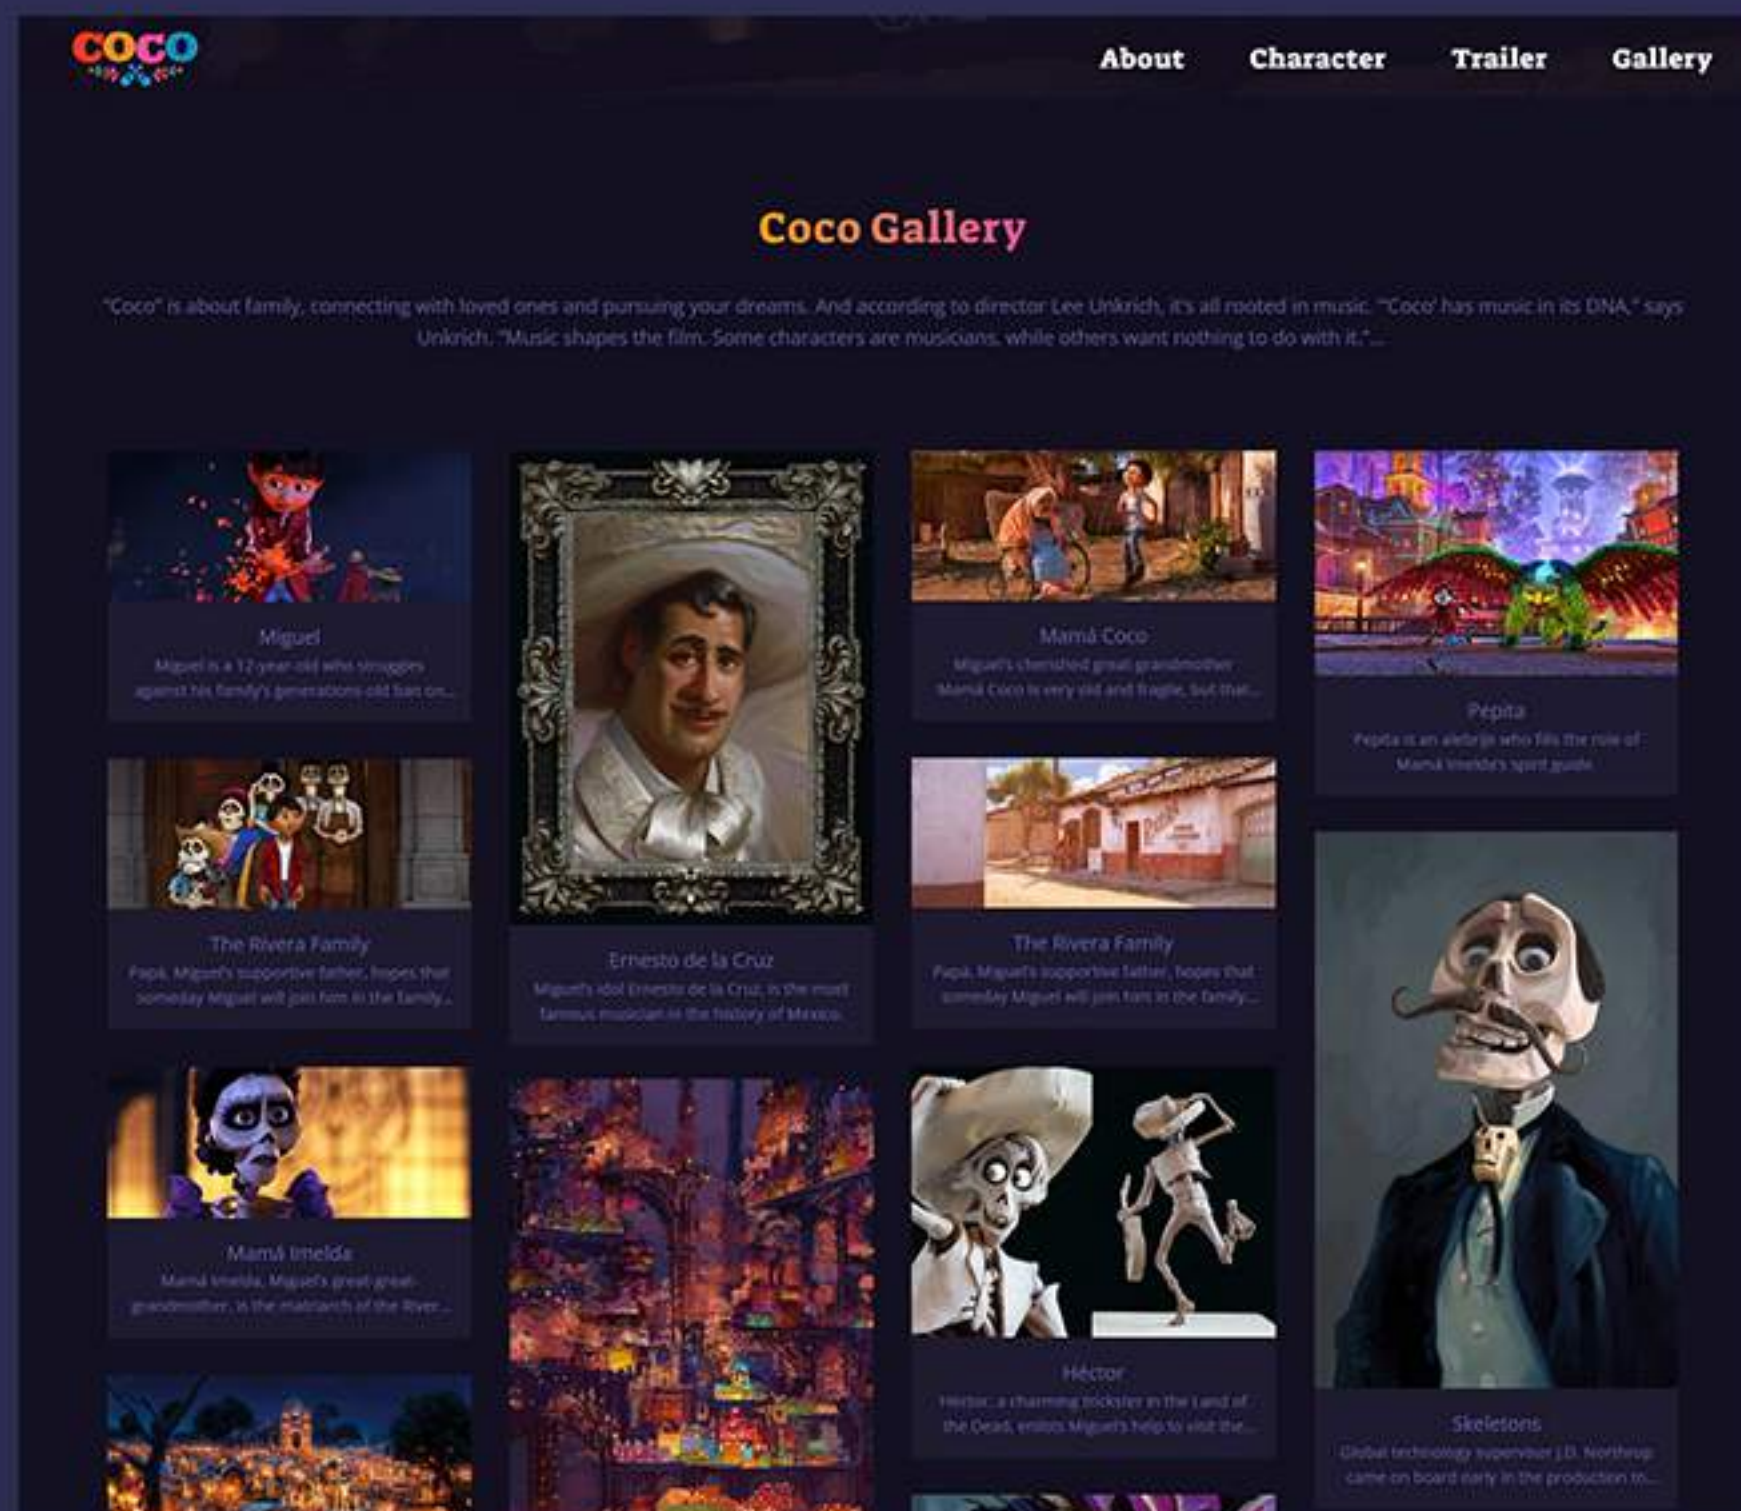 COCO
About Character Trailer Gallery
Coco Gallery
"Coco" is about family, connecting with loved ones and pursuing your dreams. And according to director Lee Unkrich, it's all rooted in music. "'Coco' has music in its DNA," says
Unkrich. "Music shapes the film. Some characters are musicians, while others want nothing to do with it."...
Miguel
Miguel is a 12-year-old who struggles
against his family's generations-old ban on...
The Rivera Family
Papá, Miguel's supportive father, hopes that
someday Miguel will join him in the family...
Mamá Imelda
Mamá Imelda, Miguel's great-great-
grandmother, is the matriarch of the River...
Ernesto de la Cruz
Miguel's idol Ernesto de la Cruz, is the most
famous musician in the history of Mexico.
Mamá Coco
Miguel's cherished great-grandmother
Mamá Coco is very old and fragile, but that...
The Rivera Family
Papá, Miguel's supportive father, hopes that
someday Miguel will join him in the family...
Héctor
Héctor, a charming trickster in the Land of
the Dead, enlists Miguel's help to visit the...
Pepita
Pepita is an alebrije who fills the role of
Mamá Imelda's spirit guide.
Skeletons
Global technology supervisor J.D. Northrup
came on board early in the production to...